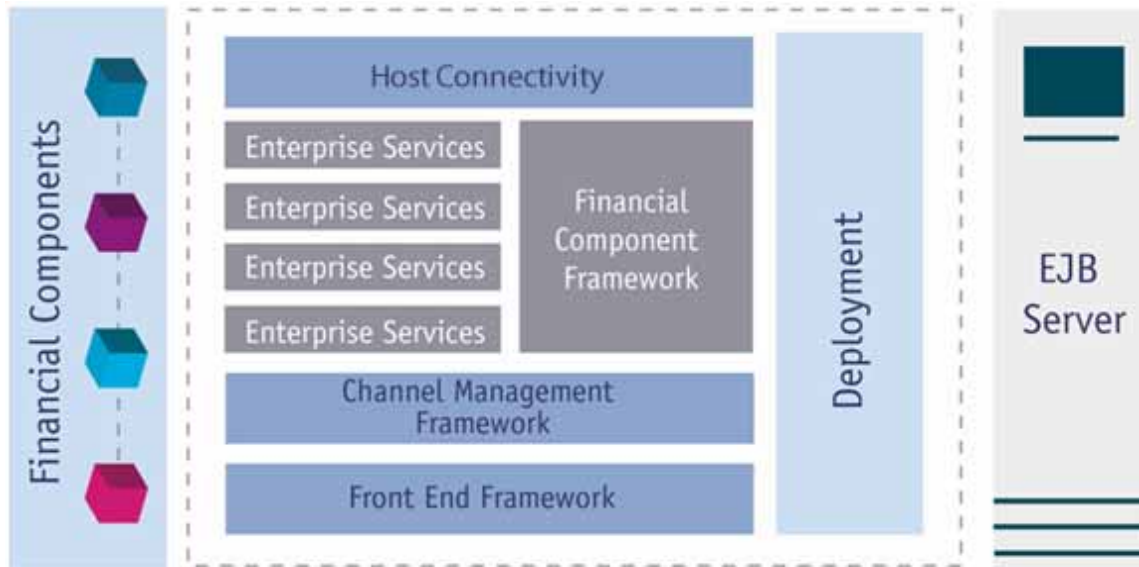 Financial Components
Host Connectivity
Enterprise Services
Enterprise Services
Enterprise Services
Enterprise Services
Financial
Component
Framework
Channel Management
Framework
Front End Framework
Deployment
EJB
Server